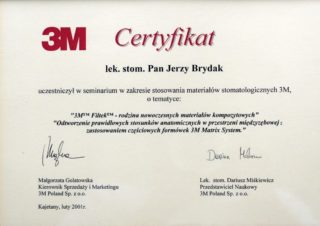 3M Certyfikat
lek. stom. Pan Jerzy Brydak
uczestniczył w seminarium w zakresie stosowania materiałów stomatologicznych 3M,
o tematyce:
"3M™ Filtek™ - rodzina nowoczesnych materiałów kompozytowych"
"Odtworzenie prawidłowych stosunków anatomicznych w przestrzeni międzyzębowej :
zastosowaniem częściowych formówek 3M Matrix System."
Małgorzata Golatowska
Kierownik Sprzedaży i Marketingu
3M Poland Sp. z o.o.
Kajetany, luty 2001r.
Lek. stom. Dariusz Miśkiewicz
Przedstawiciel Naukowy
3M Poland Sp. z o.o.